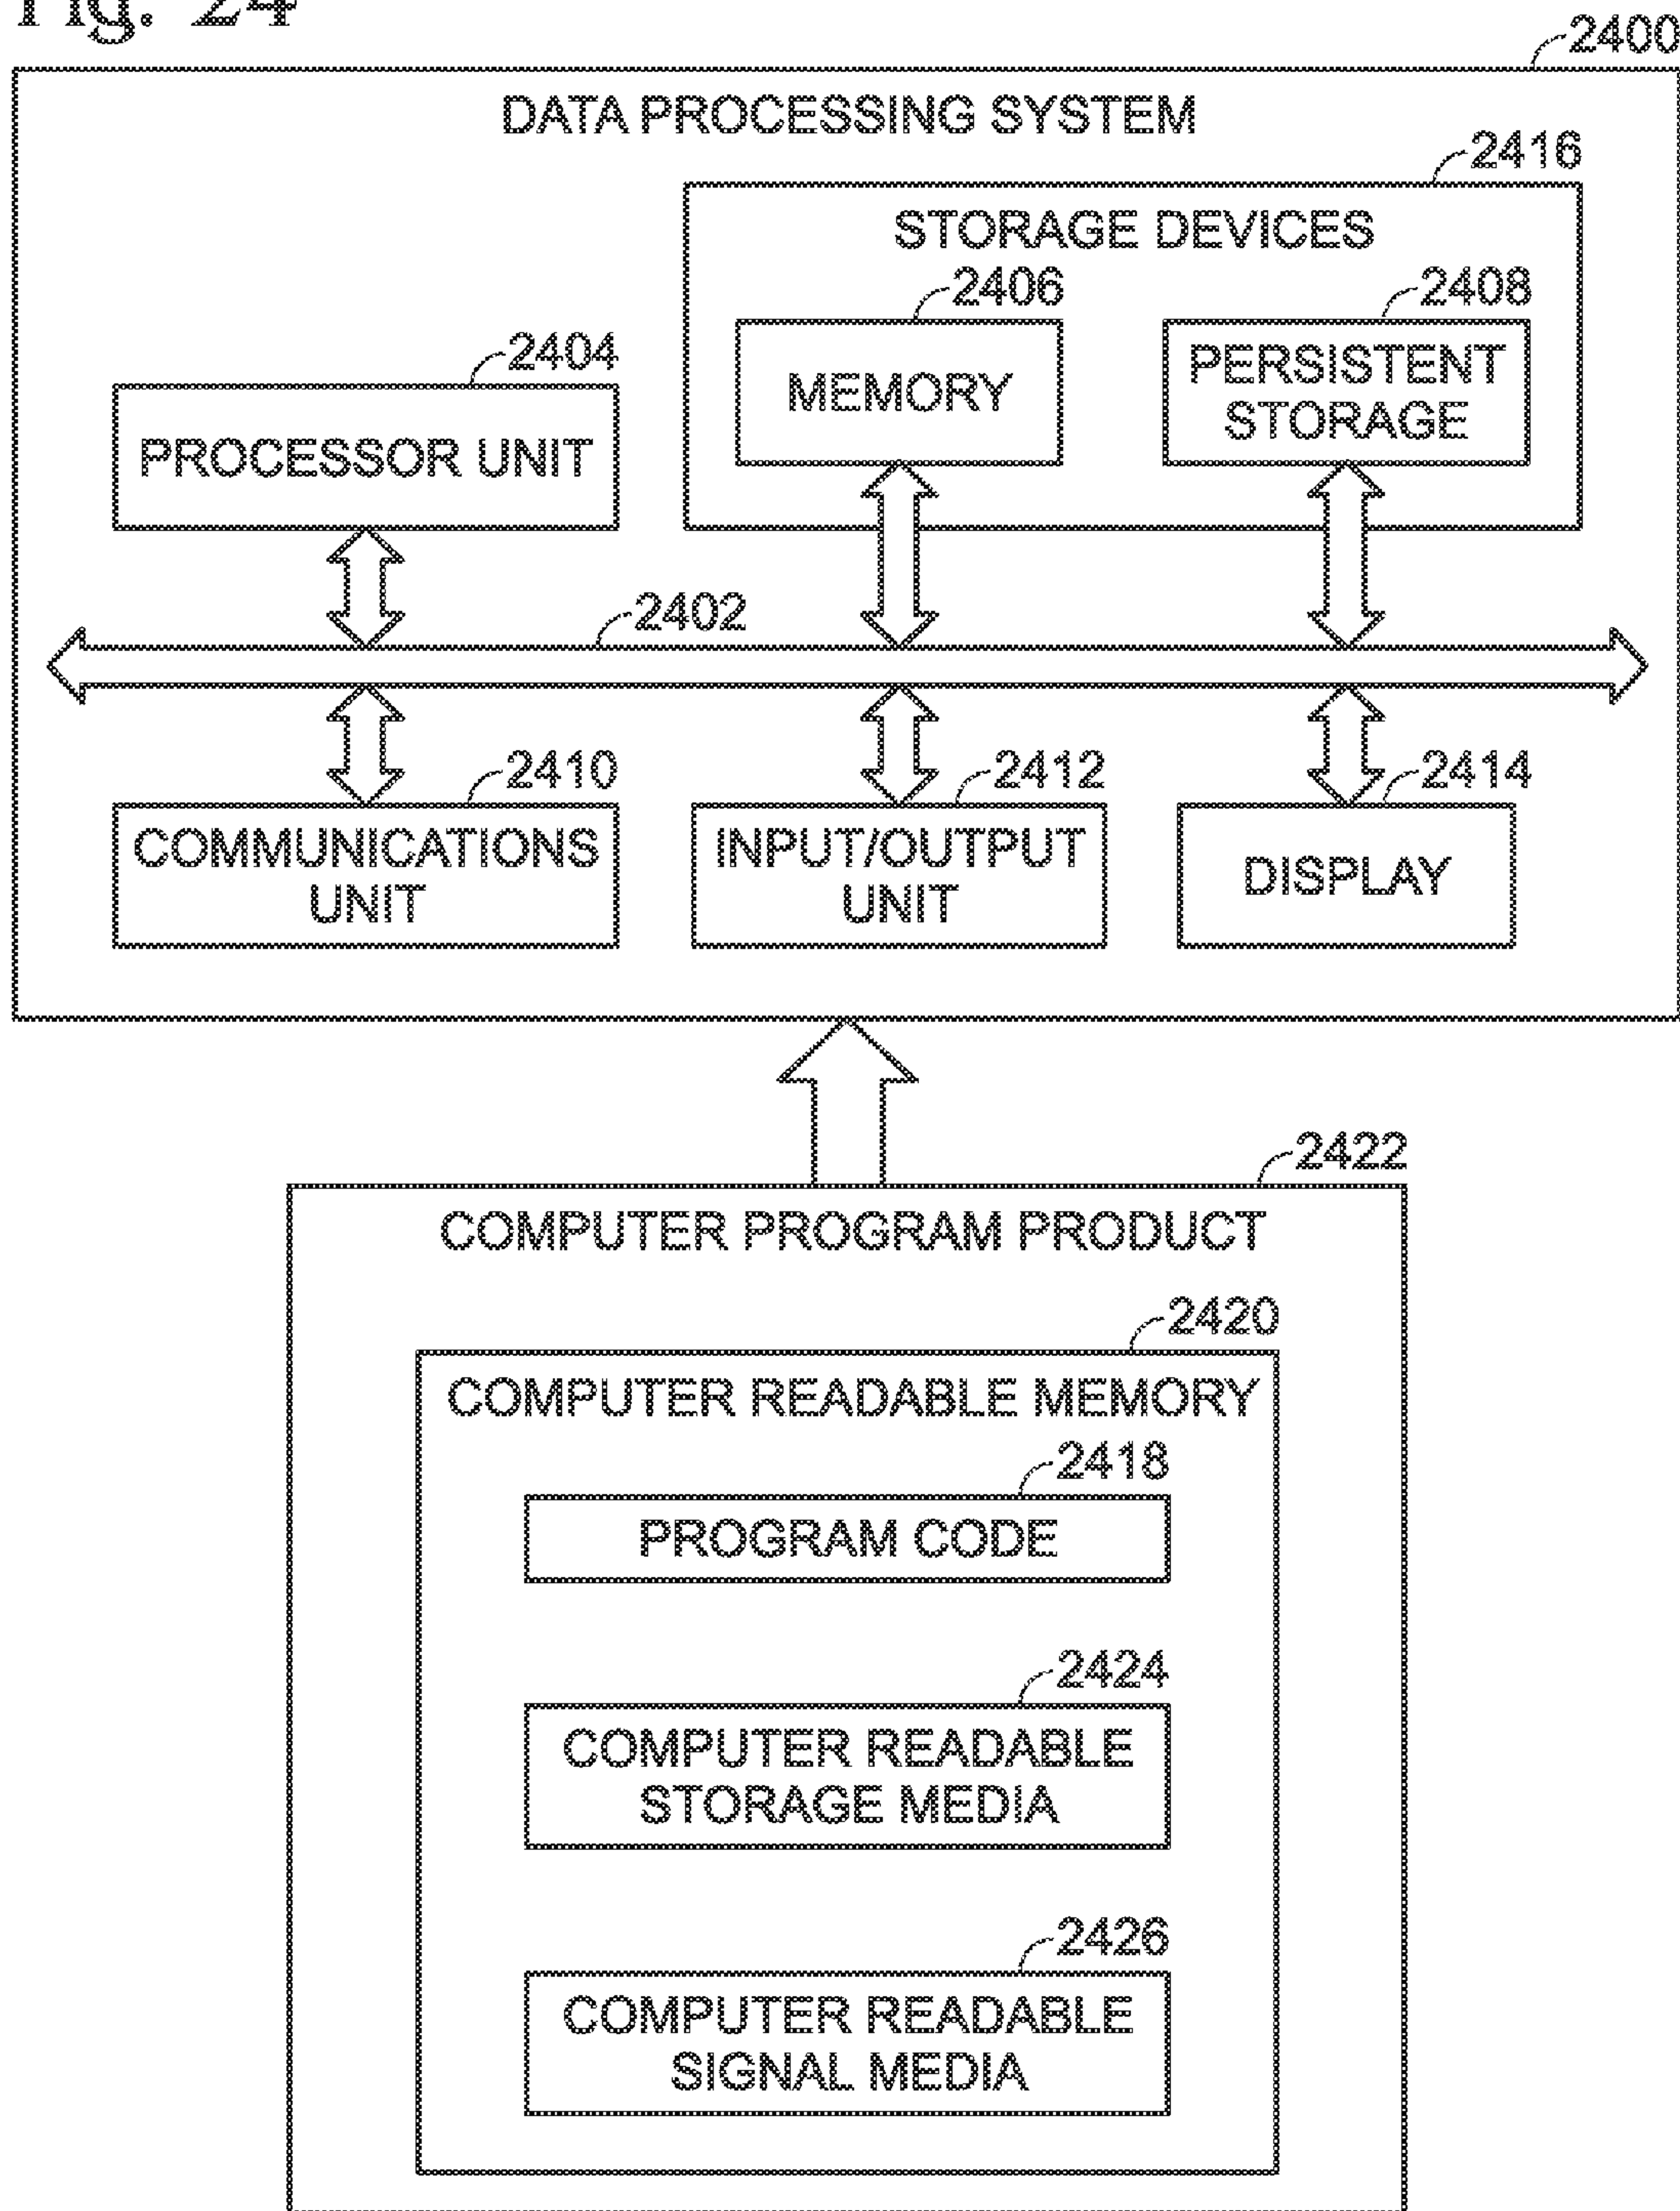 Fig. 24
2400
DATA PROCESSING SYSTEM
2416
STORAGE DEVICES
2406
2408
2404
MEMORY
PERSISTENT
STORAGE
PROCESSOR UNIT
2402
2410
2412
2414
COMMUNICATIONS
UNIT
INPUT/OUTPUT
UNIT
DISPLAY
2422
COMPUTER PROGRAM PRODUCT
2420
COMPUTER READABLE MEMORY
2418
PROGRAM CODE
2424
COMPUTER READABLE
STORAGE MEDIA
2426
COMPUTER READABLE
SIGNAL MEDIA